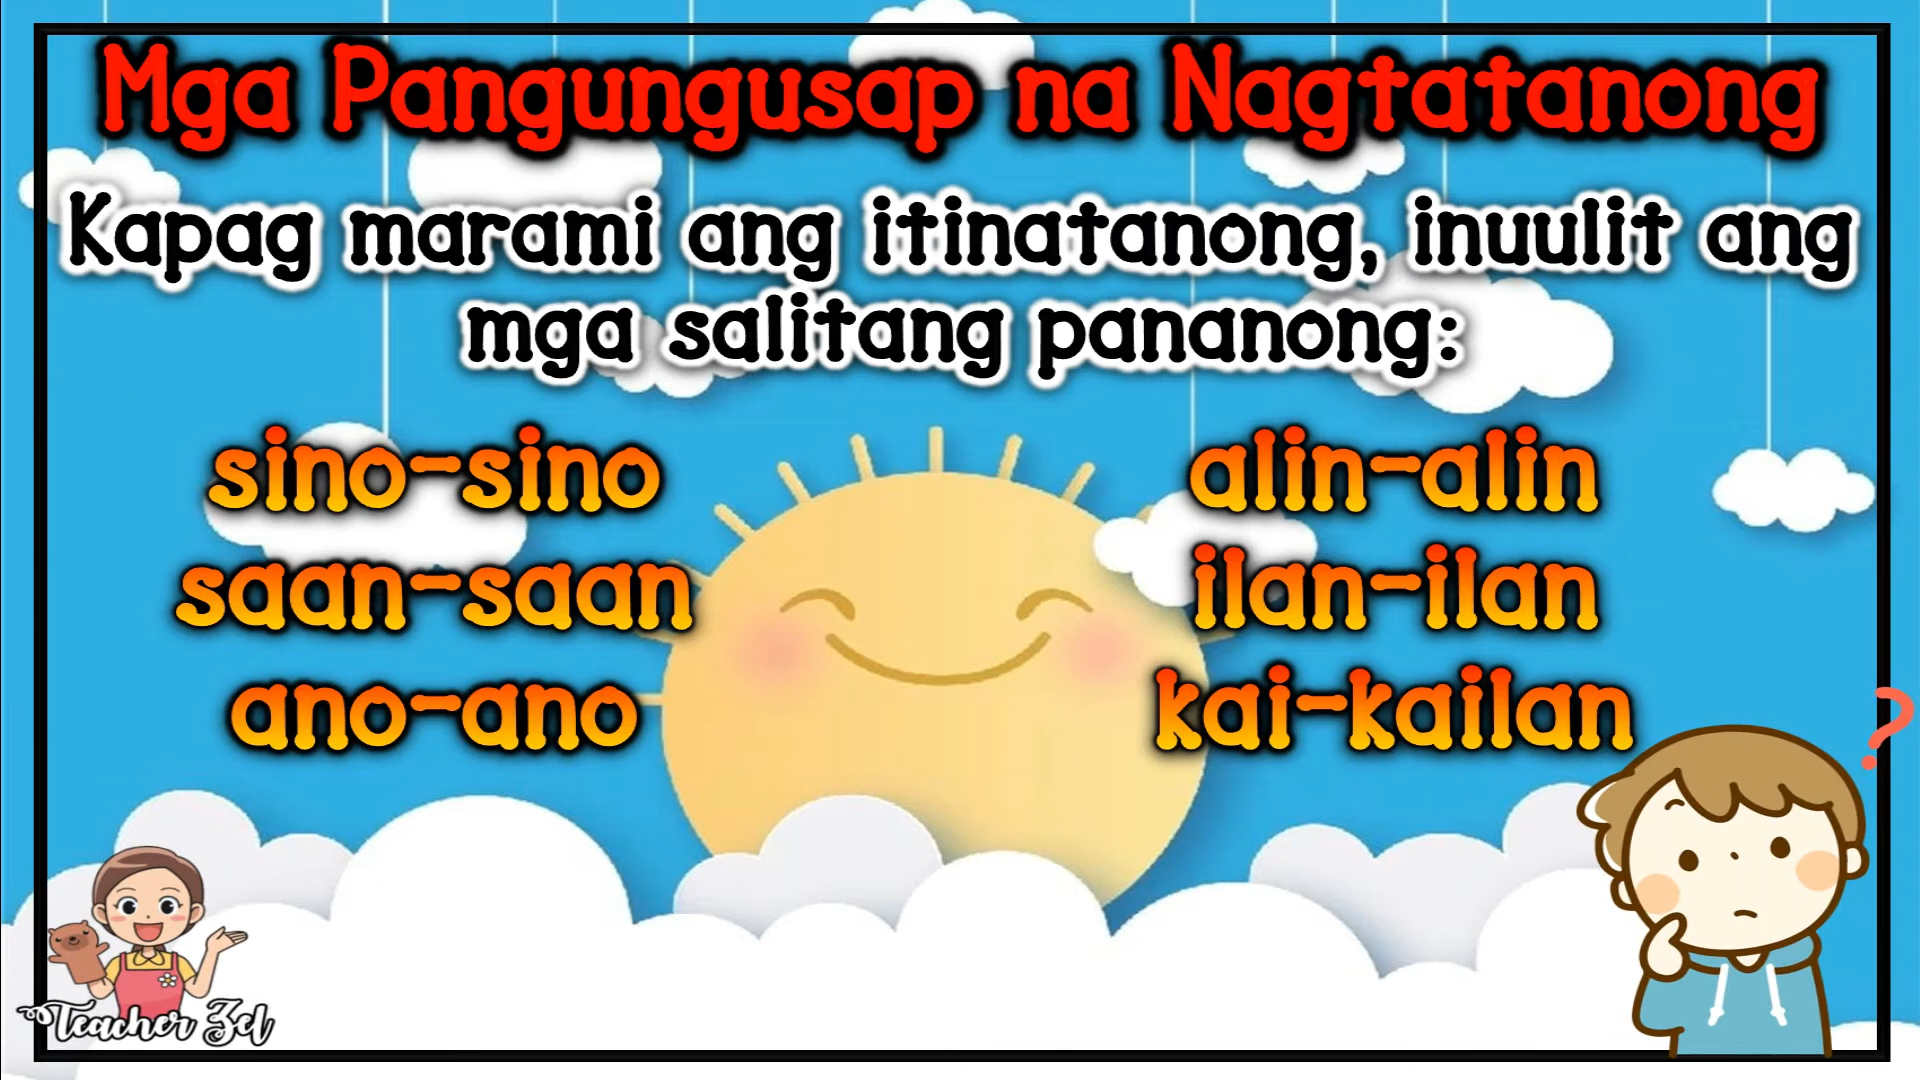 Mga Pangungusap na Nagtatanong
Kapag marami ang itinatanong, inuulit ang
mga salitang pananong:
sino-sino
saan-saan
ano-ano
alin-alin
ilan-ilan
kai-kailan
?
Teacher Zel